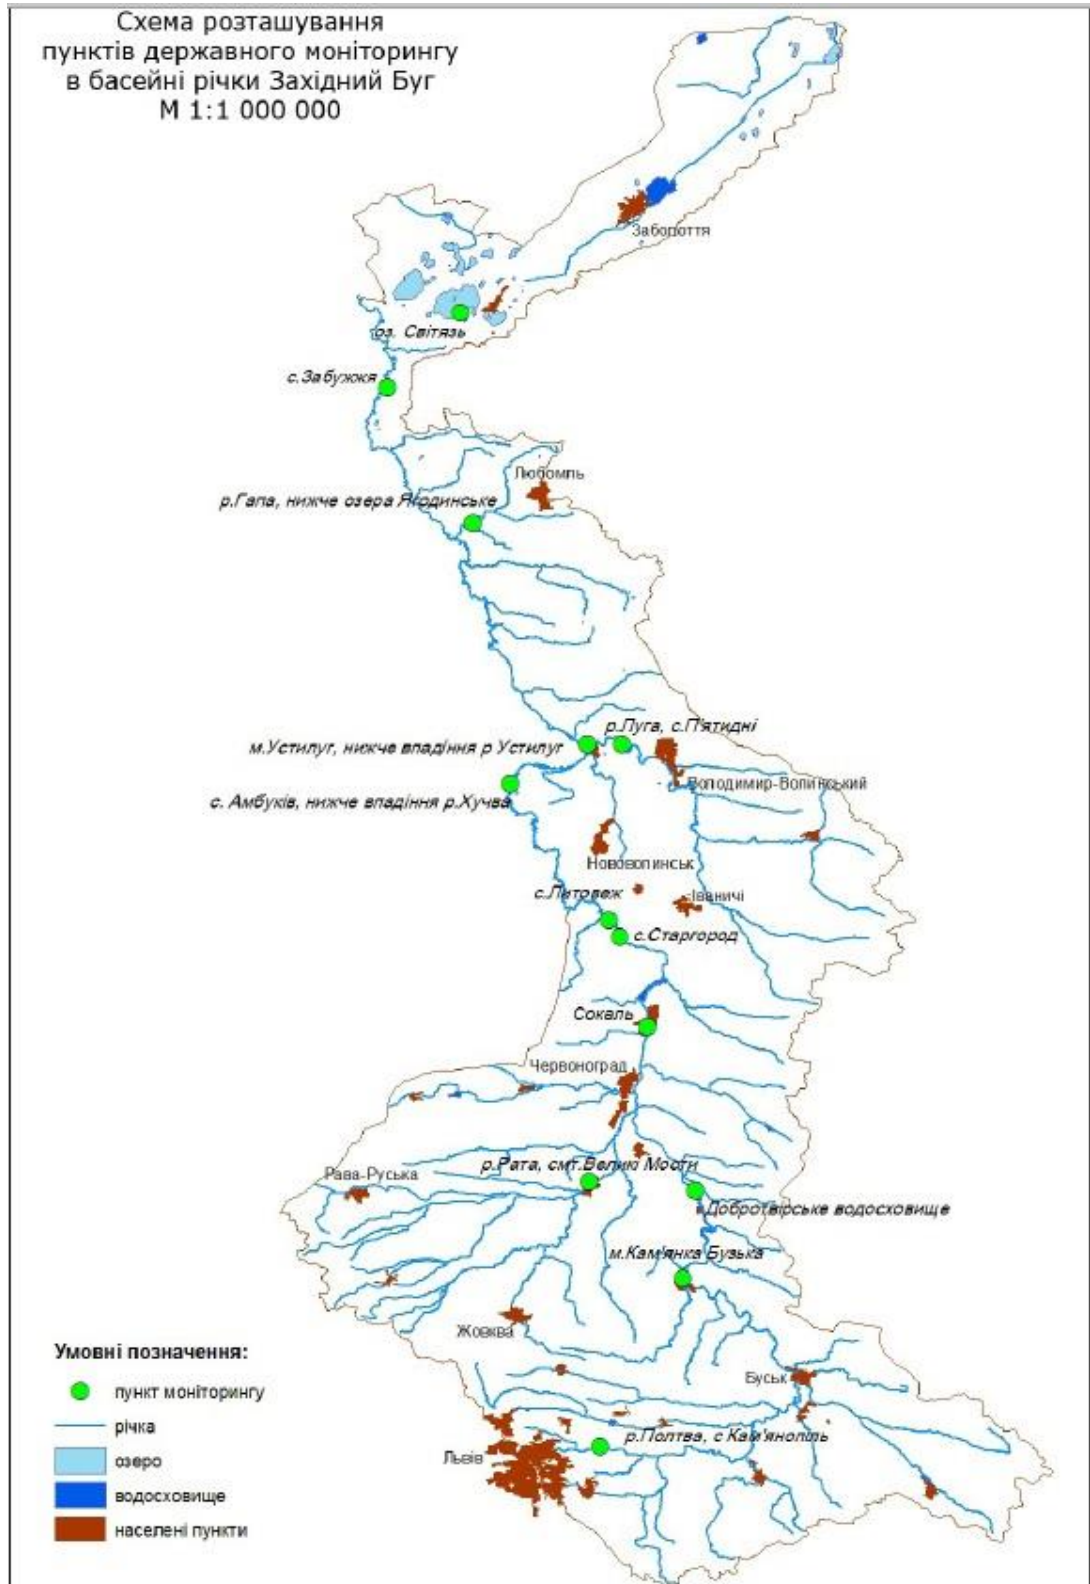 Схема розташування
пунктів державного моніторингу
в басейні річки Західний Буг
М 1:1 000 000
Заболоття
оз. Світязь
с.Забужжя
Любомль
р.Гапа, нижче озера Ягодинське
р.Луга, с.П'ятидні
м.Устилуг, нижче впадіння р Устилуг
Володимир-Волинський
с. Амбуків, нижче впадіння р.Хучва
Нововолинськ
с.Литовеж
Іваничі
с.Старгород
Сокаль
Червоноград
р.Рата, смт.Великі Мости
Рава-Руська
Добротвірське водосховище
м.Кам'янка Бузька
Жовква
Буськ
р.Полтва, с Кам'янопіль
Львів
Умовні позначення:
пункт моніторингу
річка
озеро
водосховище
населені пункти